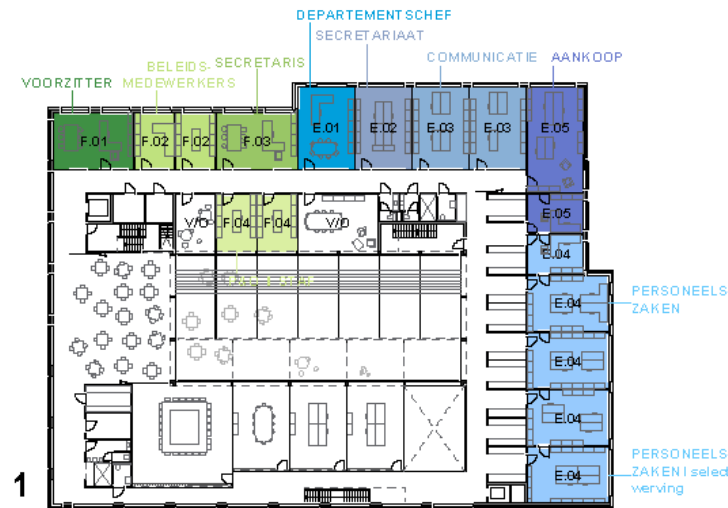 DEPARTEMENTSCHEF
SECRETARIAAT
BELEIDS-
SECRETARIS
COMMUNICATIE
AANKOOP
VOORZITTER
MEDEWERKERS
F.01
F.02
F.02
F.03
E.01
E.02
E.03
E.03
E.05
V/O
F.04
F.04
V/O
E.05
E.04
E.04
PERSONEELS
ZAKEN
E.04
E.04
E.04
PERSONEELS
ZAKEN I select
werving
1